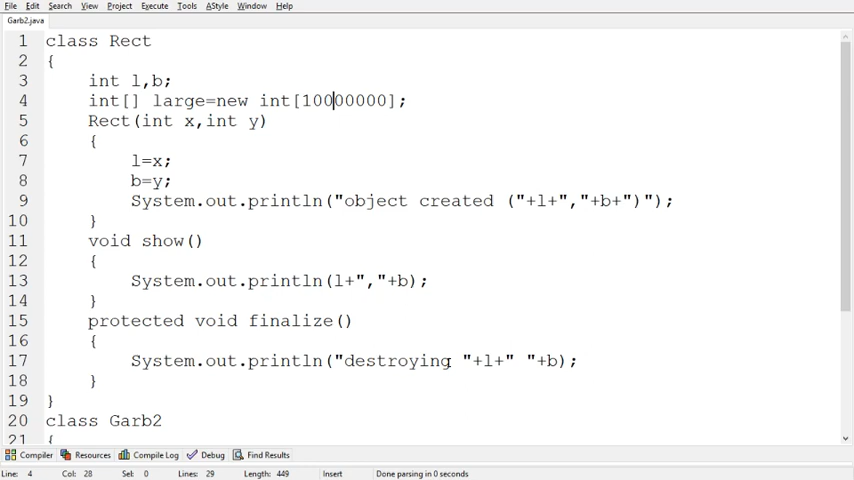 File Edit Search View Project Execute Tools AStyle Window Help
Garb2.java
1 class Rect
2 {
3 int l,b;
4 int[] large=new int[10000000];
5 Rect(int x,int y)
6 {
7 l=x;
8 b=y;
9 System.out.println("object created ("+l+","+b+")");
10 }
11 void show()
12 {
13 System.out.println(l+","+b);
14 }
15 protected void finalize()
16 {
17 System.out.println("destroying "+l+" "+b);
18 }
19 }
20 class Garb2
21 {
Compiler Resources Compile Log Debug Find Results
Line: 4 Col: 28 Sel: 0 Lines: 29 Length: 449 Insert Done parsing in 0 seconds